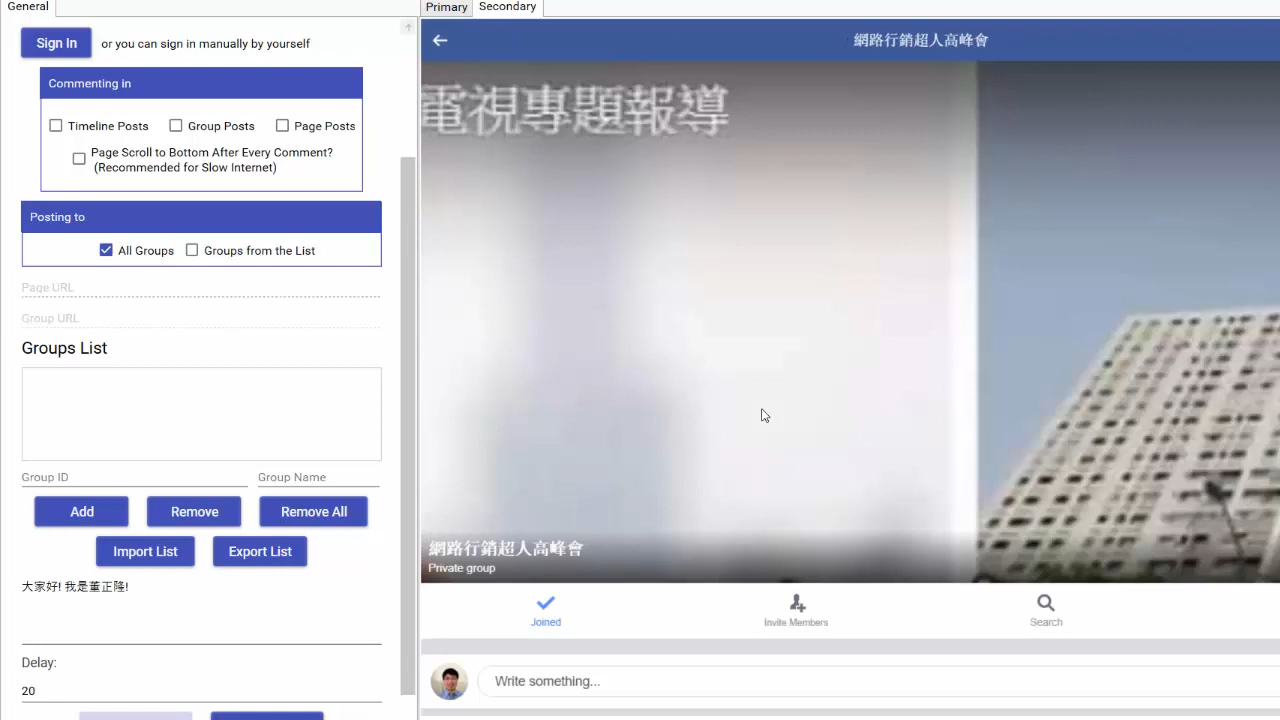 General
Primary
Secondary
Sign In
or you can sign in manually by yourself
網路行銷超人高峰會
Commenting in
電視專題報導
Timeline Posts
Group Posts
Page Posts
Page Scroll to Bottom After Every Comment?
(Recommended for Slow Internet)
Posting to
All Groups
Groups from the List
Page URL
Group URL
Groups List
Group ID
Group Name
Add
Remove
Remove All
Import List
Export List
大家好! 我是董正隆!
Delay:
20
網路行銷超人高峰會
Private group
Joined
Invite Members
Search
Write something...